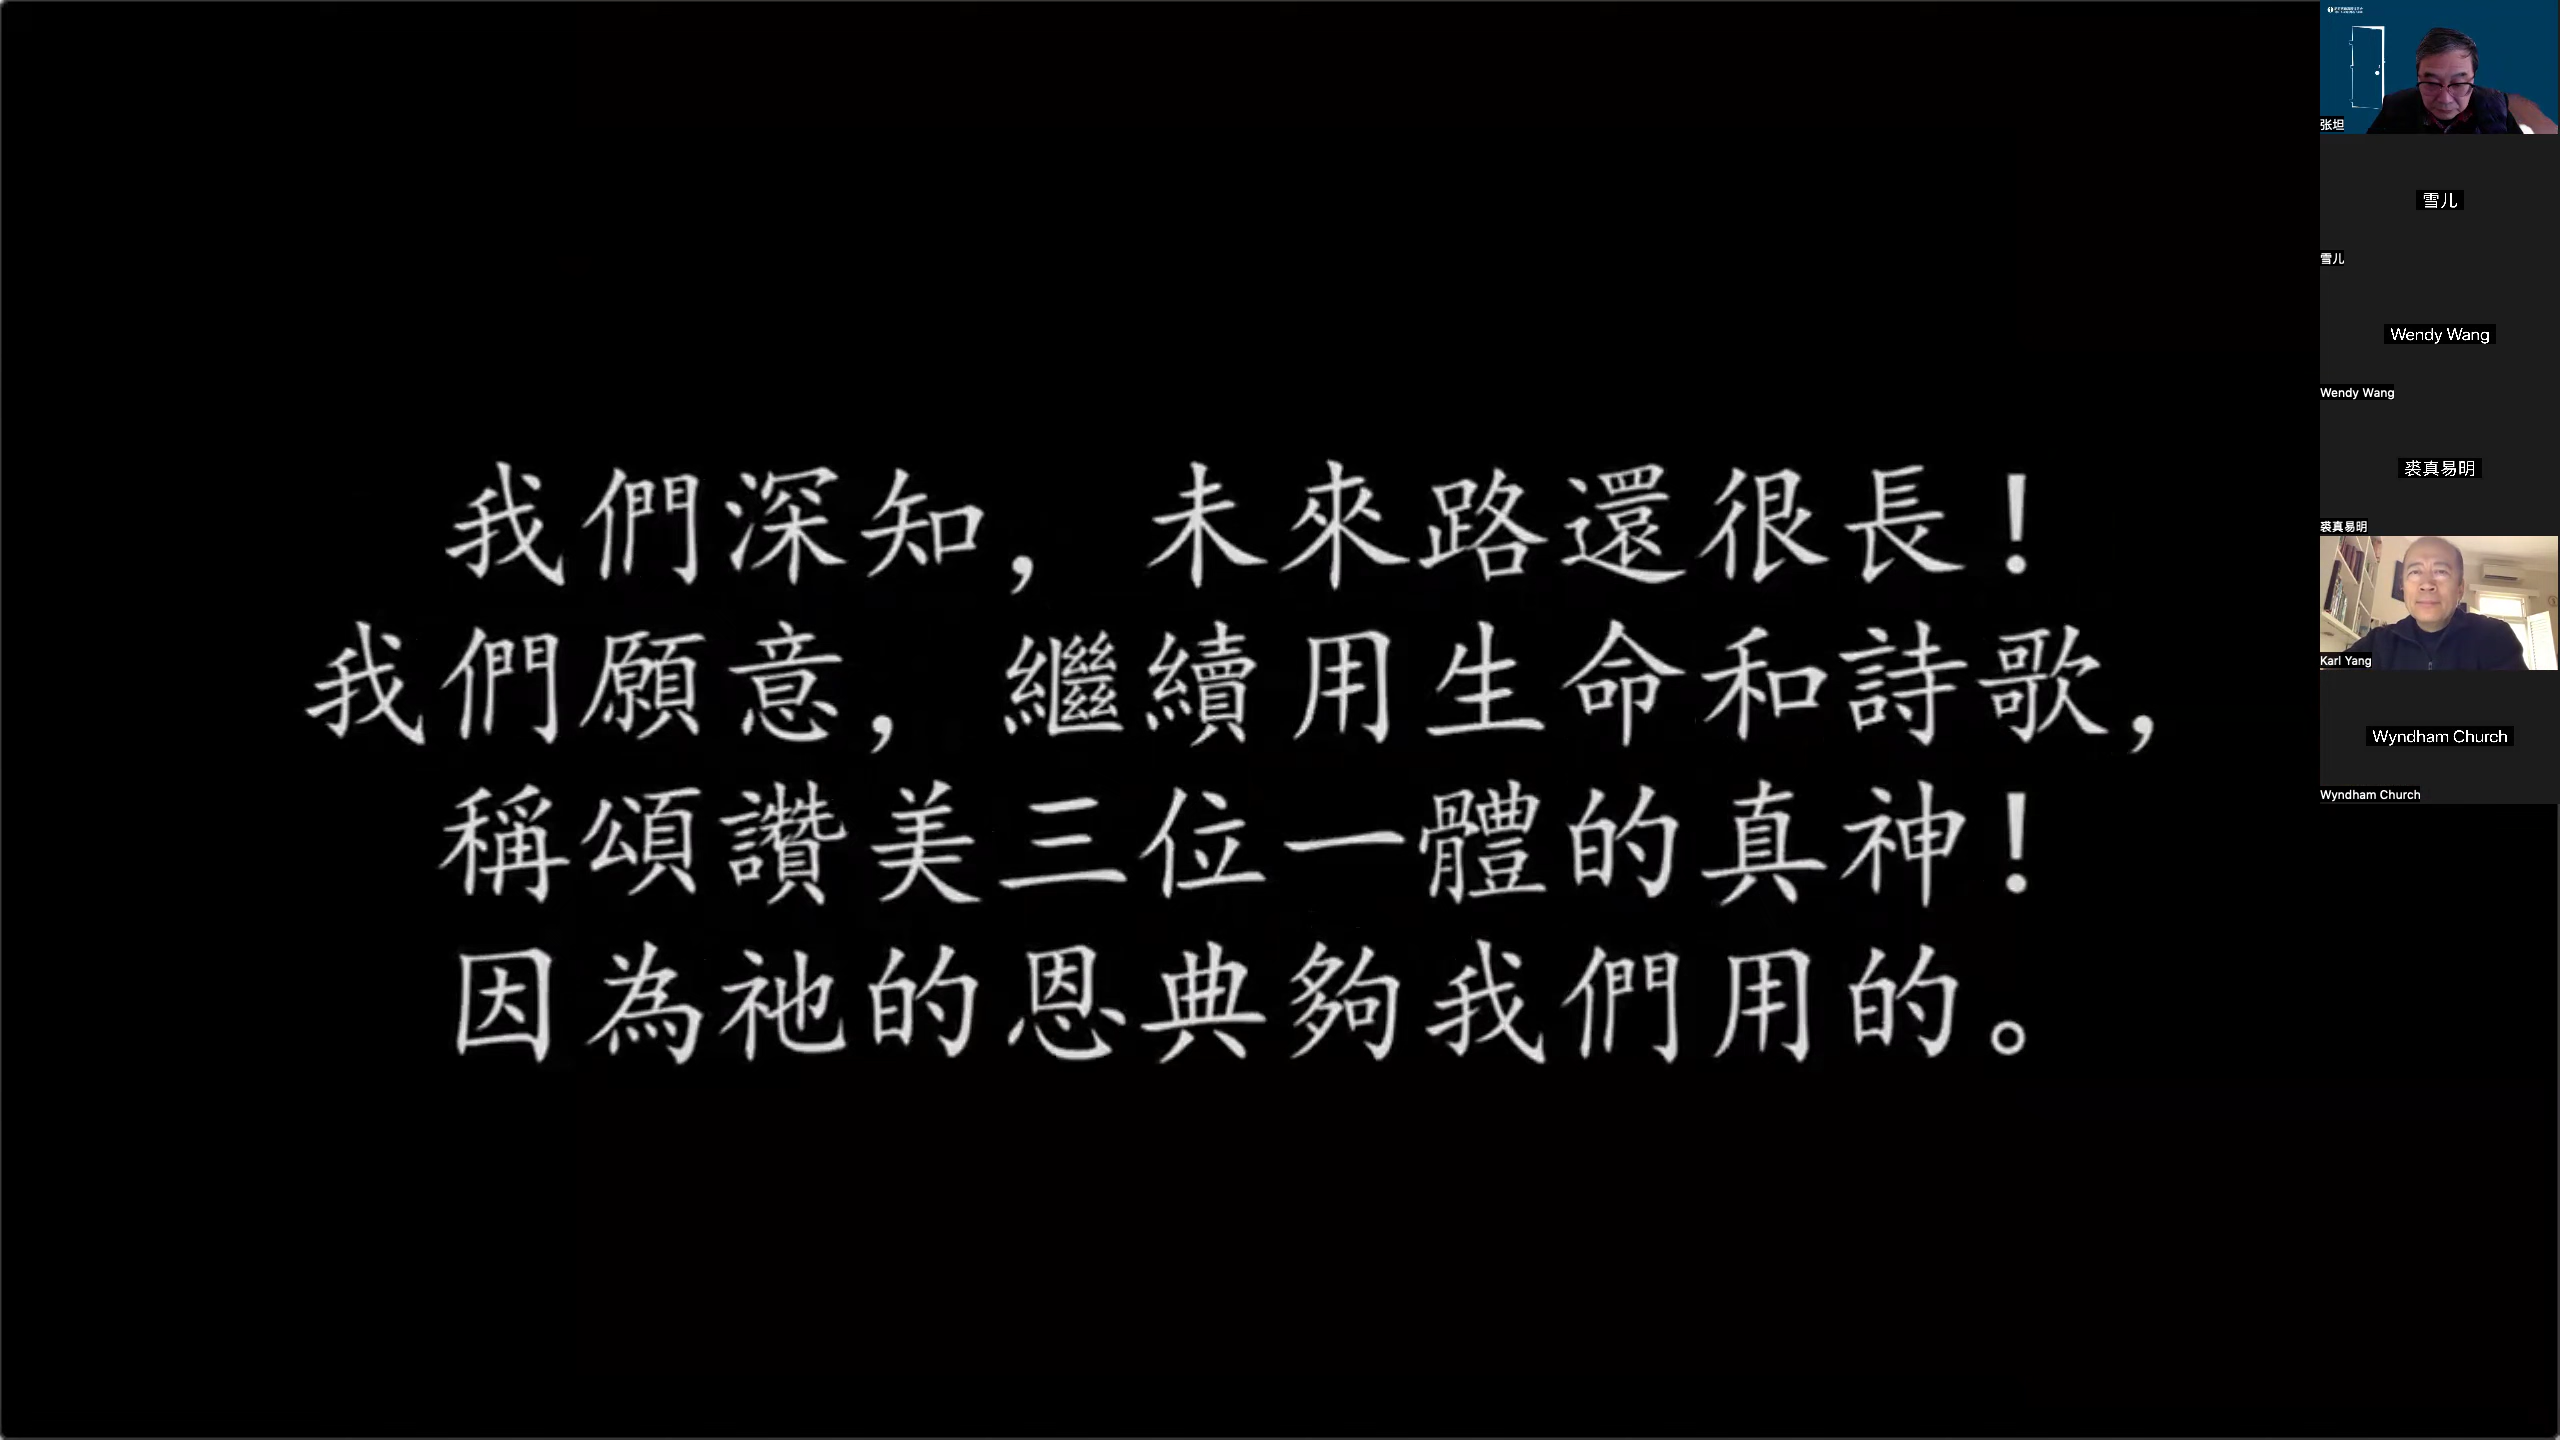 我們深知，未來路還很長！
我們願意，繼續用生命和詩歌，
稱頌讚美三位一體的真神！
因為祂的恩典夠我們用的。
张坦
雪儿
雪儿
Wendy Wang
Wendy Wang
裘真易明
裘真易明
Karl Yang
Wyndham Church
Wyndham Church